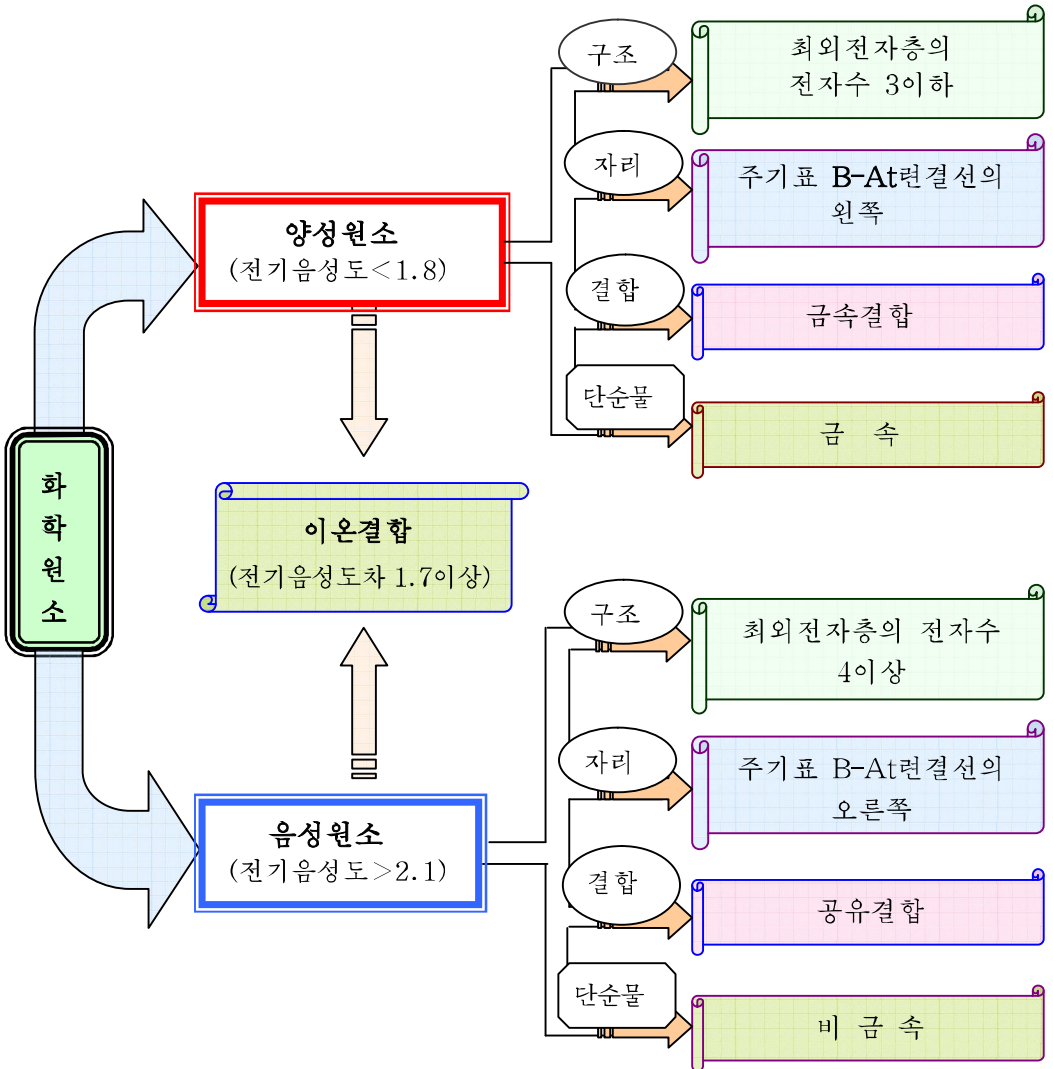 화
학
원
소
양성원소
(전기음성도<1.8)
구조
최외전자층의
전자수 3이하
자리
주기표 B-At련결선의
왼쪽
결합
금속결합
단순물
금 속
이온결합
(전기음성도차 1.7이상)
음성원소
(전기음성도>2.1)
구조
최외전자층의 전자수
4이상
자리
주기표 B-At련결선의
오른쪽
결합
공유결합
단순물
비 금 속